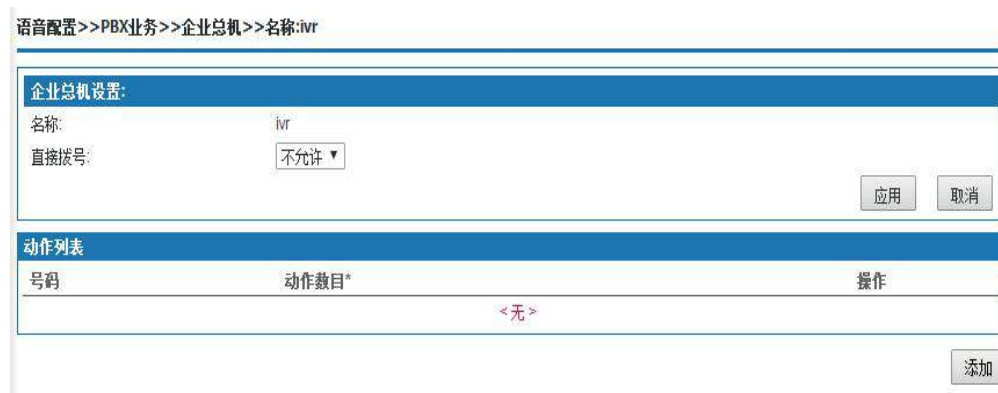 语音配置>>PBX业务>>企业总机>>名称:ivr
企业总机设置:
名称: ivr
直接拨号: 不允许
应用 取消
动作列表
号码 动作数目* 操作
<无>
添加